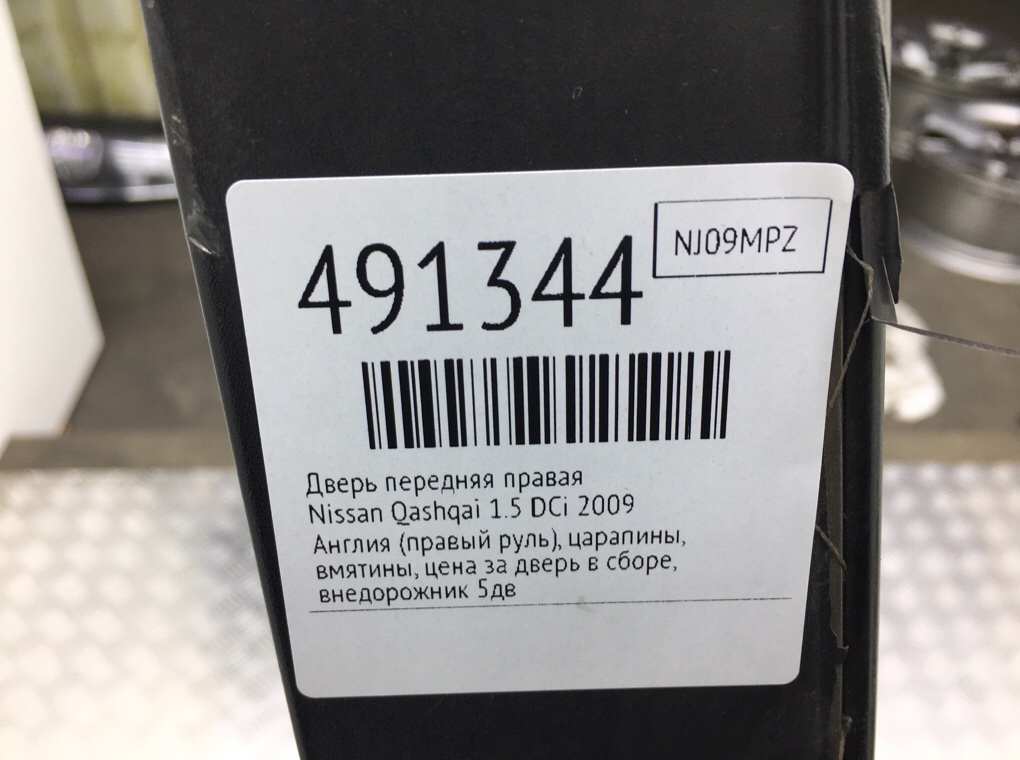 491344
NJ09MPZ
Дверь передняя правая
Nissan Qashqai 1.5 DCi 2009
Англия (правый руль), царапины,
вмятины, цена за дверь в сборе,
внедорожник 5дв